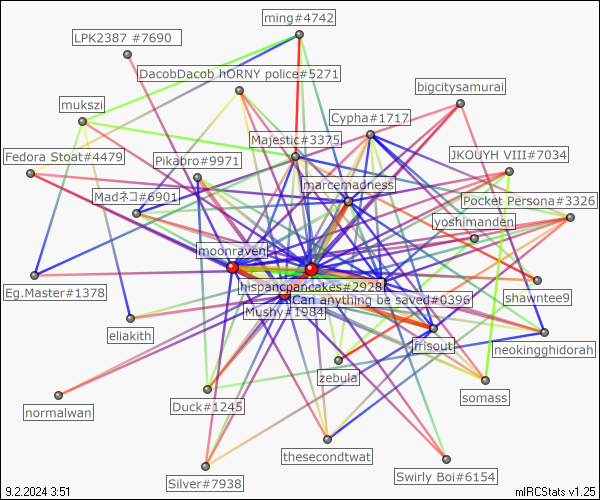 ming#4742
LPK2387 #7690
DacobDacob hORNY police#5271
bigcitysamurai
mukszi
Cypha#1717
Majestic#3375
Fedora Stoat#4479
Pikabro#9971
JKOUYH VIII#7034
marcemadness
Madネコ#6901
Pocket Persona#3326
yoshimanden
moonraven
hispancpancakes#2928
Eg.Master#1378
Can anything be saved#0396
shawntee9
Mushy#1984
eliakith
frisout
neokingghidorah
zebula
somass
normalwan
Duck#1245
thesecondtwat
Swirly Boi#6154
Silver#7938
9.2.2024 3:51
mIRCStats v1.25